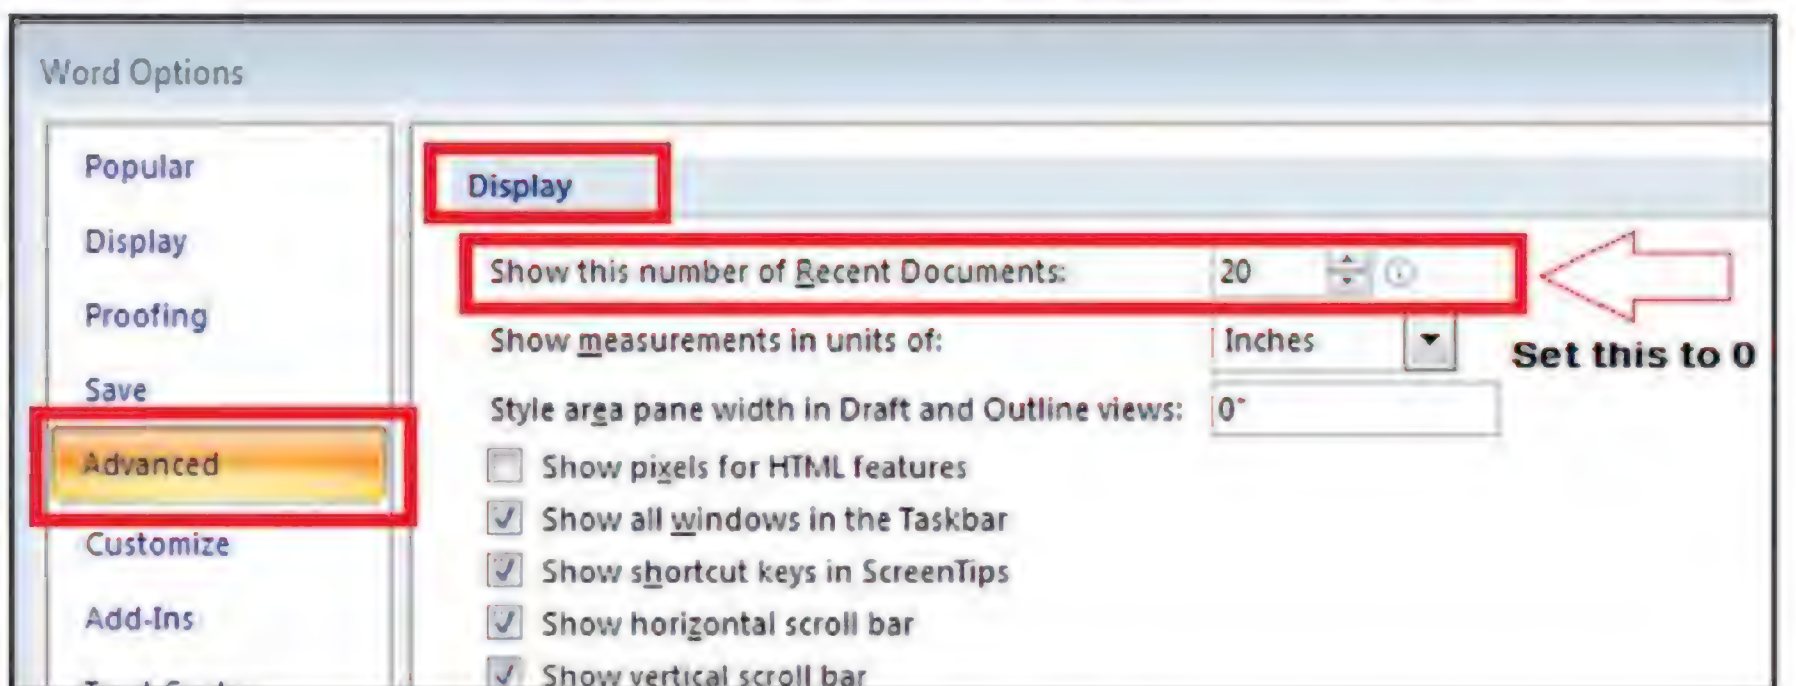 Word Options
Popular
Display
Proofing
Save
Advanced
Customize
Add-Ins
Display
Show this number of Recent Documents: 20
Show measurements in units of: Inches
Set this to 0
Style area pane width in Draft and Outline views: 0"
Show pixels for HTML features
Show all windows in the Taskbar
Show shortcut keys in ScreenTips
Show horizontal scroll bar
Show vertical scroll bar